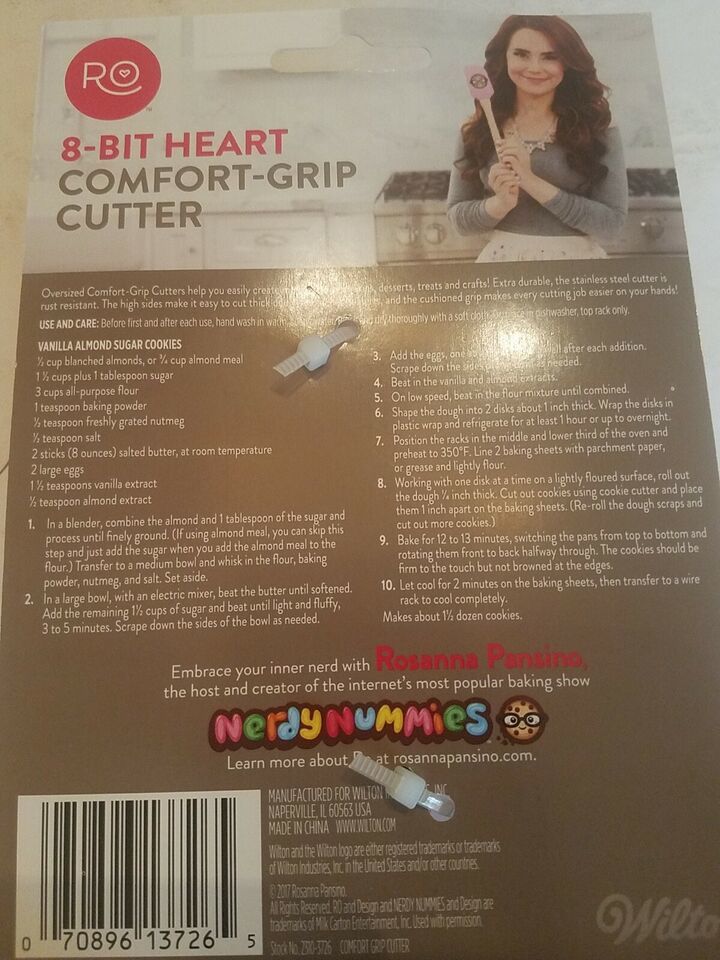 RO
™
8-BIT HEART
COMFORT-GRIP
CUTTER
Oversized Comfort-Grip Cutters help you easily create desserts, treats and crafts! Extra durable, the stainless steel cutter is
rust resistant. The high sides make it easy to cut thick and the cushioned grip makes every cutting job easier on your hands!
USE AND CARE: Before first and after each use, hand wash in warm, water. dry thoroughly with a soft cloth. dishwasher, top rack only.
VANILLA ALMOND SUGAR COOKIES
½ cup blanched almonds, or ¾ cup almond meal
1 ½ cups plus 1 tablespoon sugar
3 cups all-purpose flour
1 teaspoon baking powder
½ teaspoon freshly grated nutmeg
½ teaspoon salt
2 sticks (8 ounces) salted butter, at room temperature
2 large eggs
1 ½ teaspoons vanilla extract
½ teaspoon almond extract
1. In a blender, combine the almond and 1 tablespoon of the sugar and
process until finely ground. (If using almond meal, you can skip this
step and just add the sugar when you add the almond meal to the
flour.) Transfer to a medium bowl and whisk in the flour, baking
powder, nutmeg, and salt. Set aside.
2. In a large bowl, with an electric mixer, beat the butter until softened.
Add the remaining 1½ cups of sugar and beat until light and fluffy,
3 to 5 minutes. Scrape down the sides of the bowl as needed.
3. Add the eggs, one after each addition.
Scrape down the sides as needed.
4. Beat in the vanilla and almond extracts.
5. On low speed, beat in the flour mixture until combined.
6. Shape the dough into 2 disks about 1 inch thick. Wrap the disks in
plastic wrap and refrigerate for at least 1 hour or up to overnight.
7. Position the racks in the middle and lower third of the oven and
preheat to 350°F. Line 2 baking sheets with parchment paper,
or grease and lightly flour.
8. Working with one disk at a time on a lightly floured surface, roll out
the dough ¼ inch thick. Cut out cookies using cookie cutter and place
them 1 inch apart on the baking sheets. (Re-roll the dough scraps and
cut out more cookies.)
9. Bake for 12 to 13 minutes, switching the pans from top to bottom and
rotating them front to back halfway through. The cookies should be
firm to the touch but not browned at the edges.
10. Let cool for 2 minutes on the baking sheets, then transfer to a wire
rack to cool completely.
Makes about 1½ dozen cookies.
Embrace your inner nerd with Rosanna Pansino,
the host and creator of the internet's most popular baking show
Nerdy Nummies
Learn more about at rosannapansino.com.
MANUFACTURED FOR WILTON INC.
NAPERVILLE, IL 60563 USA
MADE IN CHINA WWW.WILTON.COM
Wilton and the Wilton logo are either registered trademarks or trademarks
of Wilton Industries, Inc. in the United States and/or other countries.
© 2017 Rosanna Pansino.
All Rights Reserved. RO and Design and NERDY NUMMIES and Design are
trademarks of Milk Carton Entertainment, Inc. Used with permission.
Stock No. 2310-3726 COMFORT GRIP CUTTER
0 70896 13726 5
Wilto